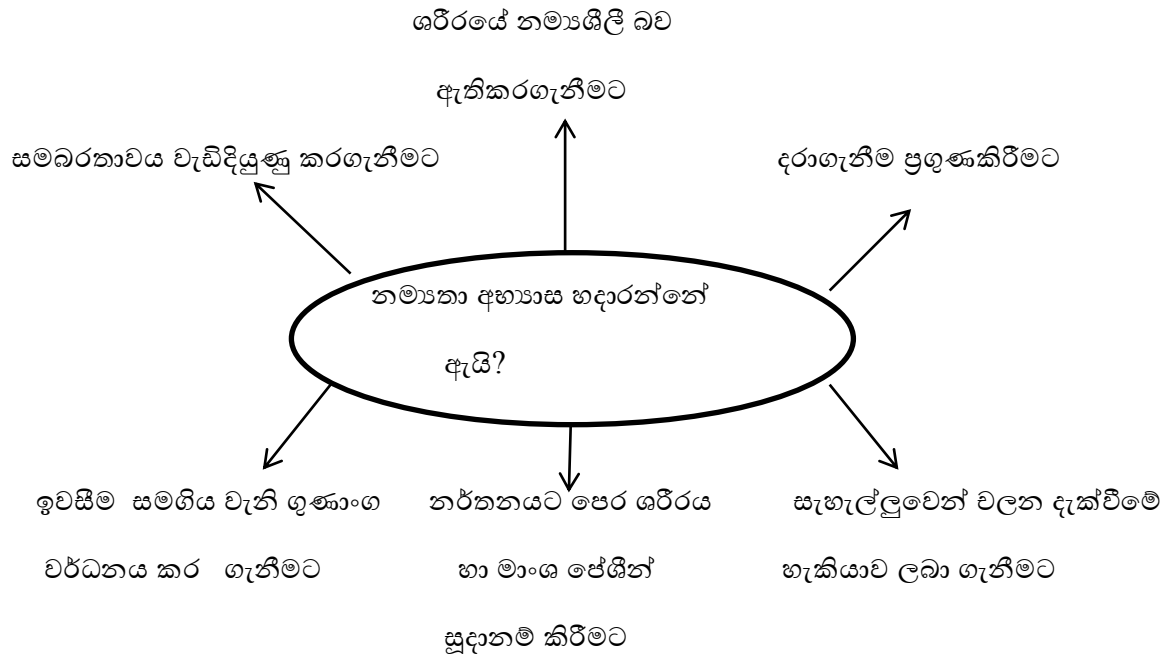 ශරීරයේ නම්‍යශීලී බව
ඇතිකරගැනීමට
සමබරතාවය වැඩිදියුණු කරගැනීමට
දරාගැනීම ප්‍රගුණකිරීමට
නම්‍යතා අභ්‍යාස හදාරන්නේ
ඇයි?
ඉවසීම සමගිය වැනි ගුණාංග
වර්ධනය කර ගැනීමට
නර්තනයට පෙර ශරීරය
හා මාංශ පේශීන්
සූදානම් කිරීමට
සැහැල්ලුවෙන් චලන දැක්වීමේ
හැකියාව ලබා ගැනීමට